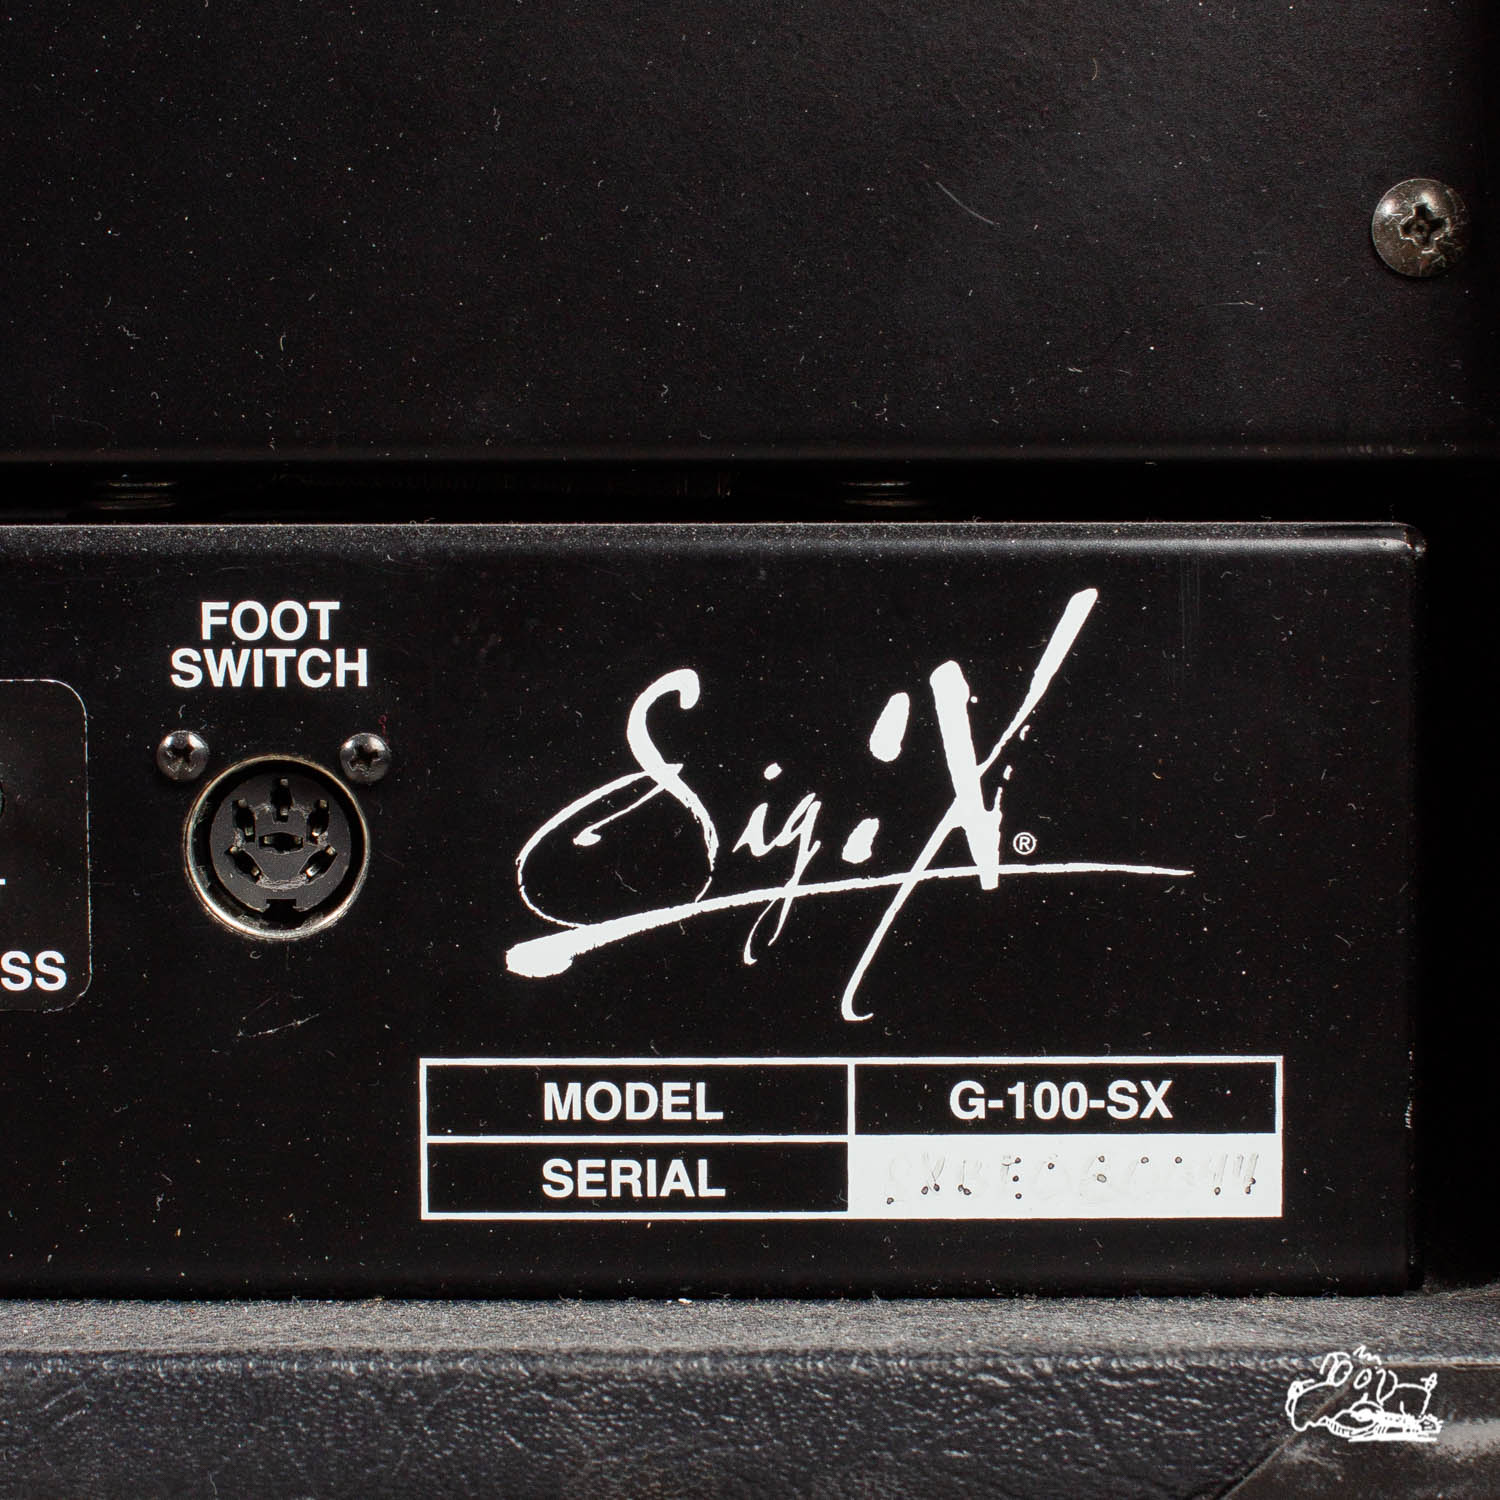 FOOT
SWITCH
Sig:X®
SS
MODEL G-100-SX
SERIAL